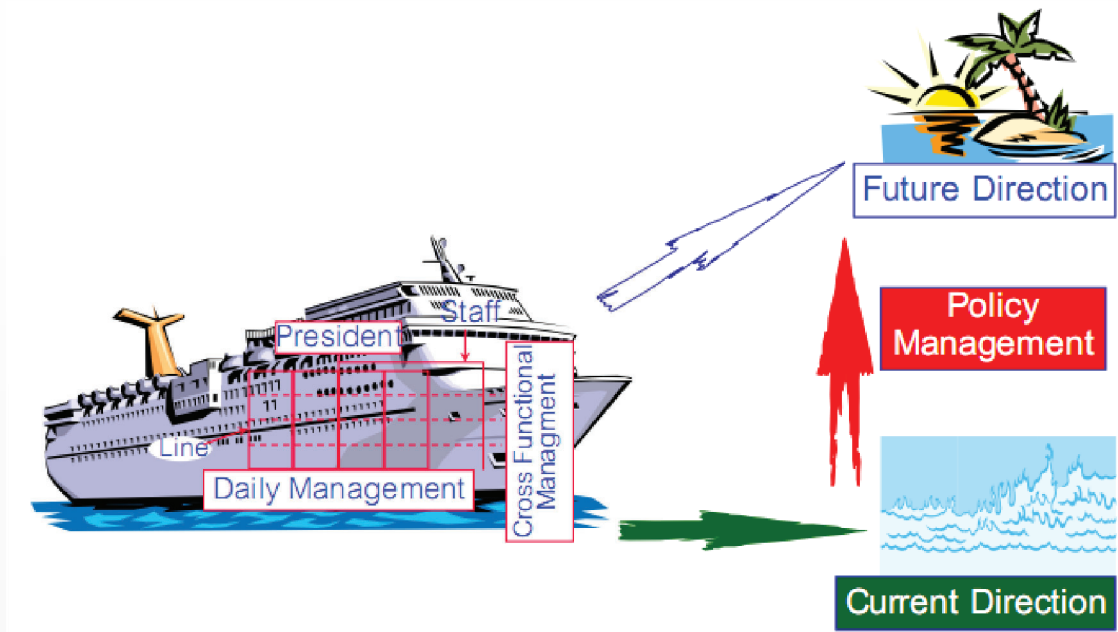 Future Direction
Policy
Management
Staff
President
Line
Daily Management
Cross Functional
Managment
Current Direction